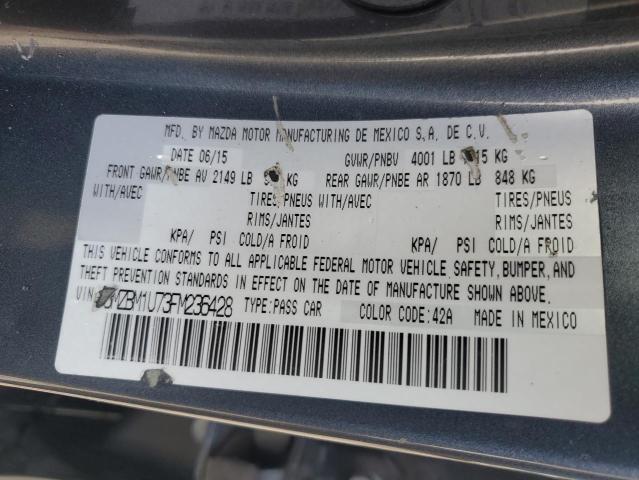 MFD. BY MAZDA MOTOR MANUFACTURING DE MEXICO S.A. DE C.V.
DATE 06/15 GVWR/PNBV 4001 LB KG
FRONT GAWR/PNBE AV 2149 LB KG REAR GAWR/PNBE AR 1870 LB 848 KG
WITH/AVEC TIRES/PNEUS WITH/AVEC TIRES/PNEUS
RIMS/JANTES RIMS/JANTES
KPA/ PSI COLD/A FROID KPA/ PSI COLD/A FROID
THIS VEHICLE CONFORMS TO ALL APPLICABLE FEDERAL MOTOR VEHICLE SAFETY, BUMPER, AND
THEFT PREVENTION STANDARDS IN EFFECT ON THE DATE OF MANUFACTURE SHOWN ABOVE.
VIN: TYPE:PASS CAR COLOR CODE:42A MADE IN MEXICO